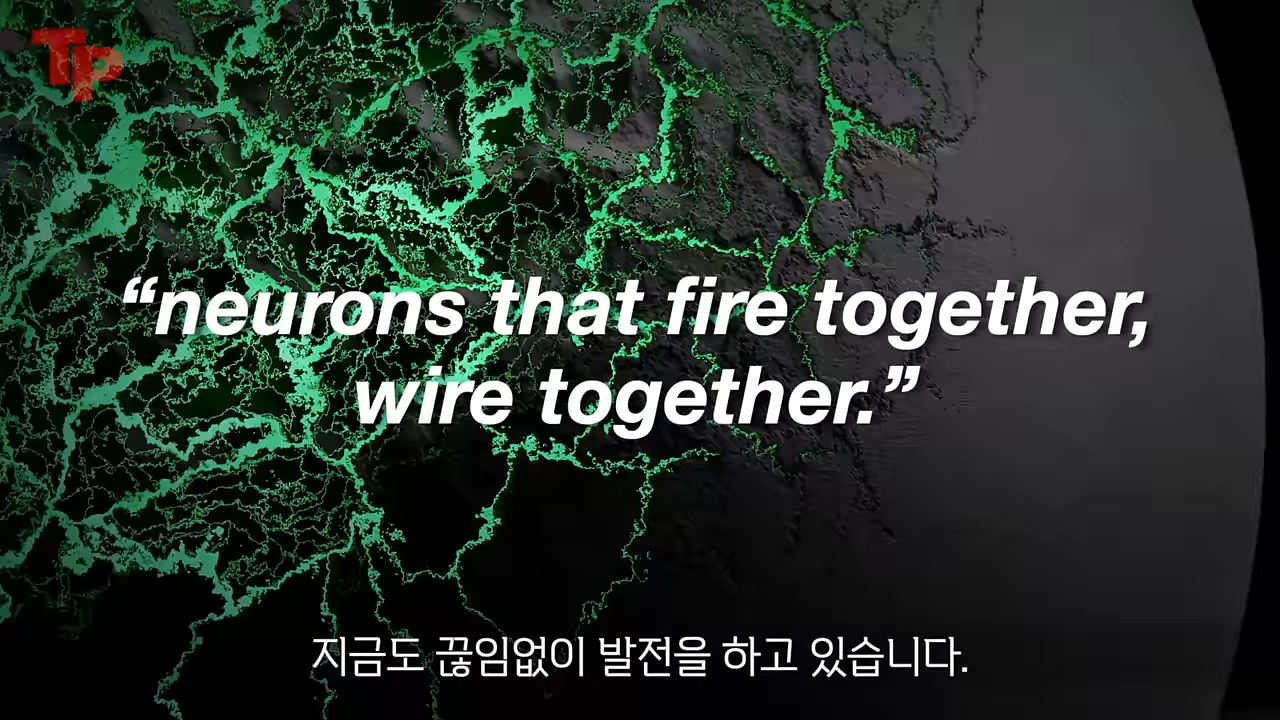 TP
“neurons that fire together,
wire together.”
지금도 끊임없이 발전을 하고 있습니다.